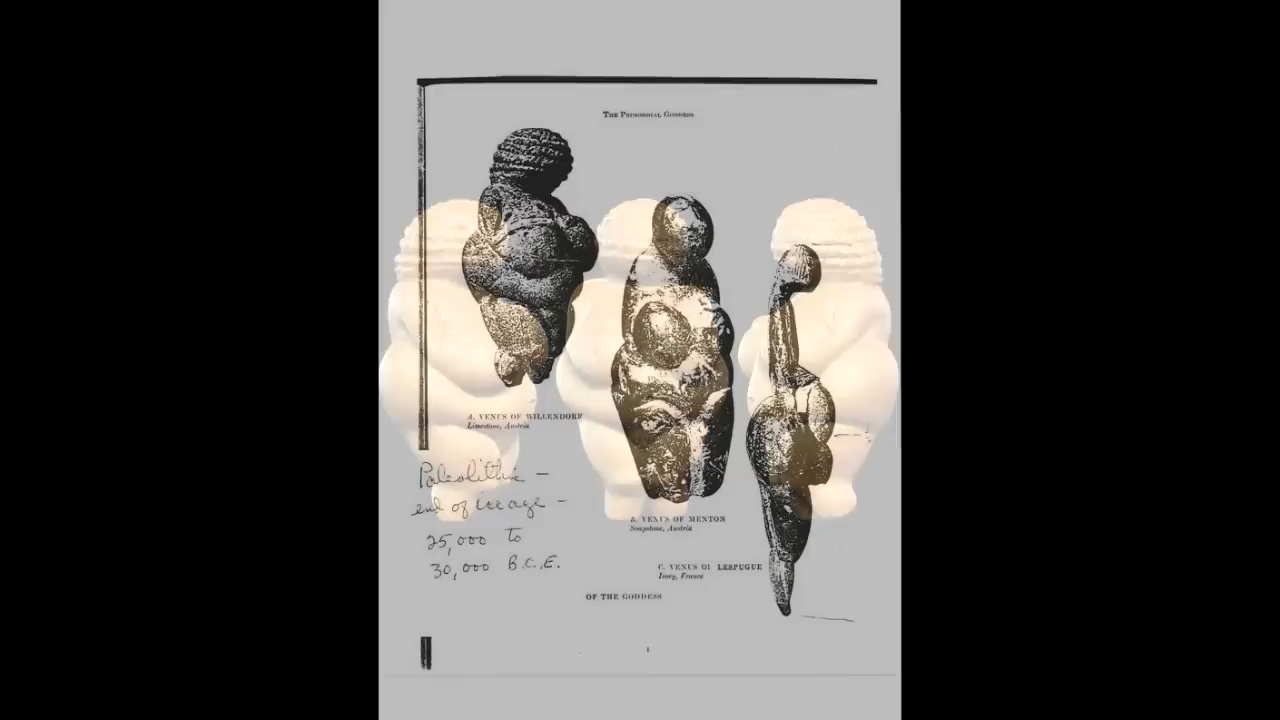 THE PRIMORDIAL GODDESS
A. VENUS OF WILLENDORF
Limestone, Austria
Paleolithic —
end of ice age —
25,000 to
30,000 B.C.E.
B. VENUS OF MENTON
Soapstone, Austria
C. VENUS OF LESPUGUE
Ivory, France
OF THE GODDESS
1